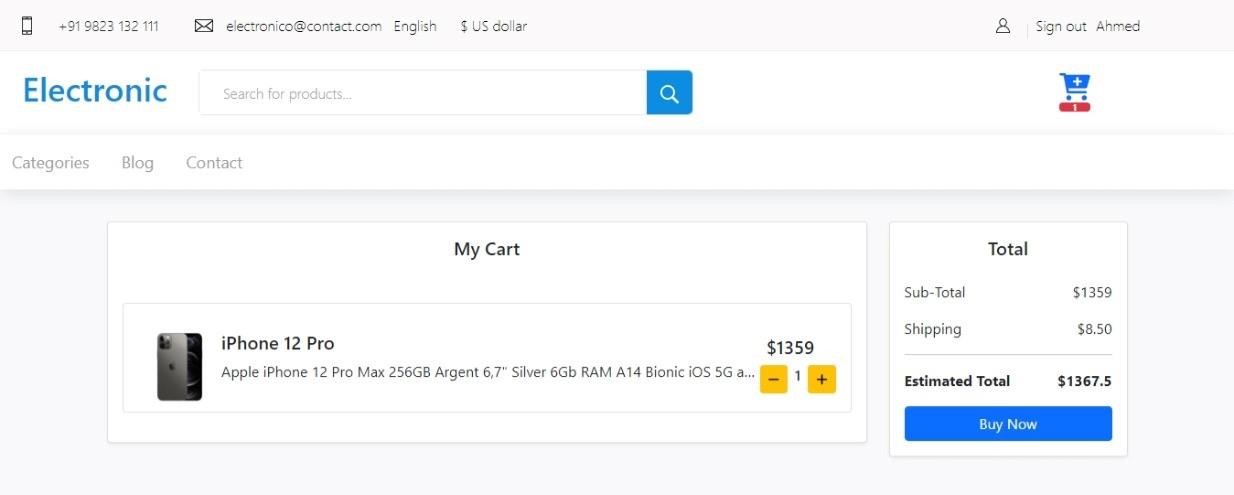 +91 9823 132 111 electronico@contact.com English $ US dollar Sign out Ahmed
Electronic Search for products... 1
Categories Blog Contact
My Cart
iPhone 12 Pro
$1359
Apple iPhone 12 Pro Max 256GB Argent 6,7" Silver 6Gb RAM A14 Bionic iOS 5G a...
− 1 +
Total
Sub-Total $1359
Shipping $8.50
Estimated Total $1367.5
Buy Now